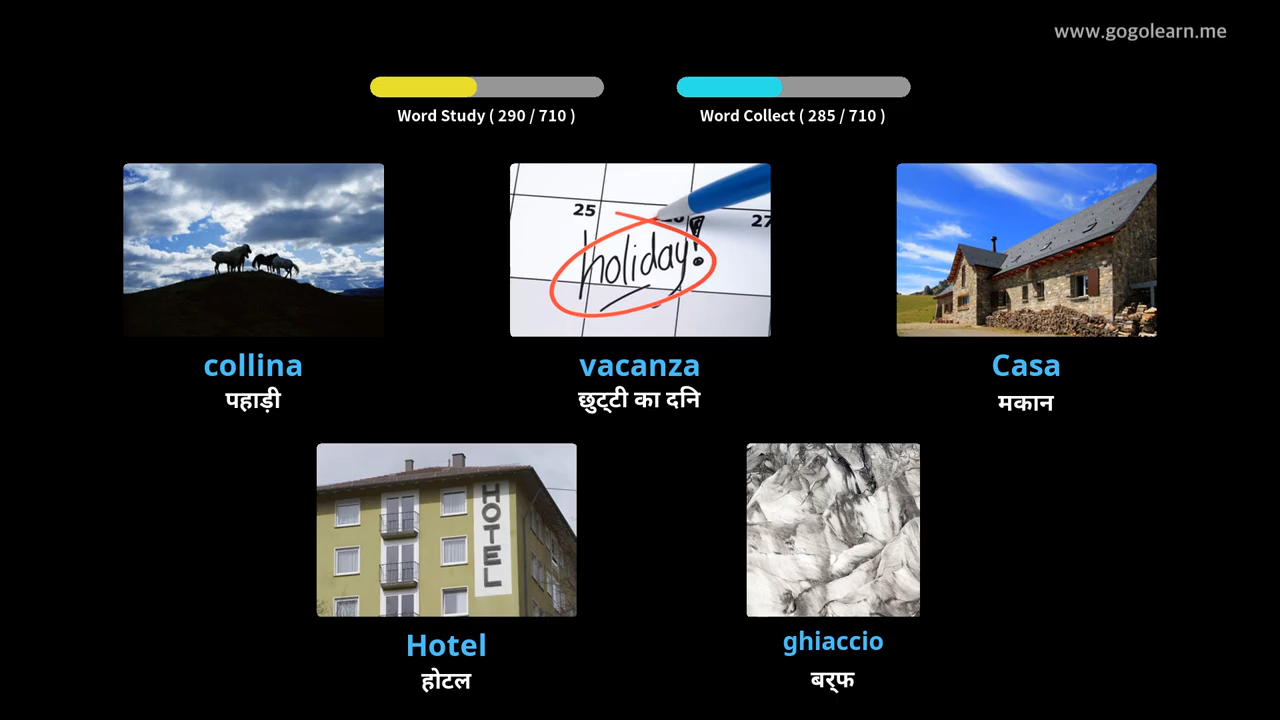 www.gogolearn.me
Word Study ( 290 / 710 )
Word Collect ( 285 / 710 )
25
27
holiday!
collina
vacanza
Casa
पहाड़ी
छुट्टी का दनि
मकान
HOTEL
Hotel
ghiaccio
होटल
बर्फ